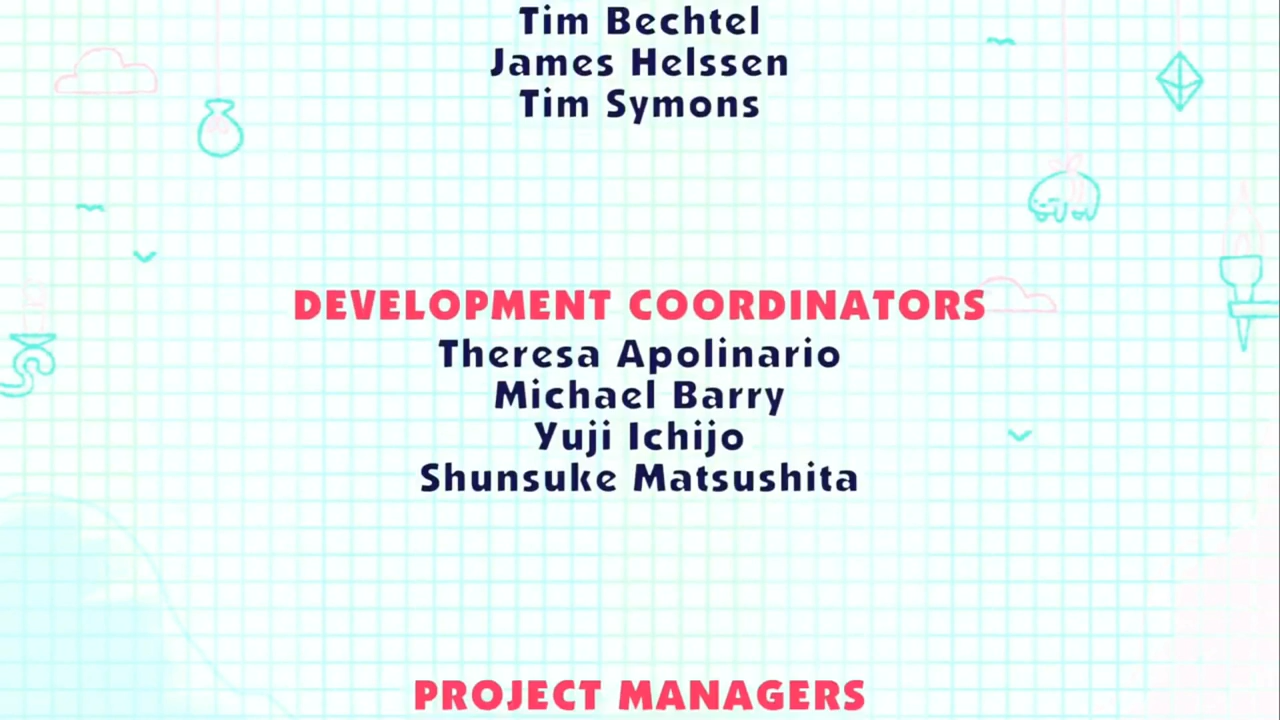 Tim Bechtel
James Helssen
Tim Symons
DEVELOPMENT COORDINATORS
Theresa Apolinario
Michael Barry
Yuji Ichijo
Shunsuke Matsushita
PROJECT MANAGERS